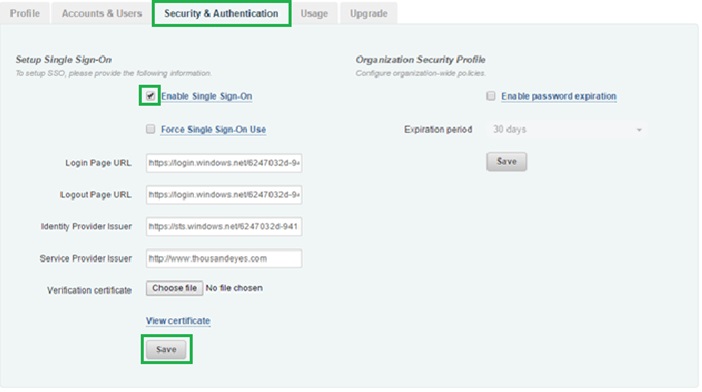 Profile
Accounts & Users
Security & Authentication
Usage
Upgrade
Setup Single Sign-On
To setup SSO, please provide the following information.
Enable Single Sign-On
Force Single Sign-On Use
Login Page URL https://login.windows.net/6247032d-94
Logout Page URL https://login.windows.net/6247032d-94
Identity Provider Issuer https://sts.windows.net/6247032d-941
Service Provider Issuer http://www.thousandeyes.com
Verification certificate Choose file No file chosen
View certificate
Save
Organization Security Profile
Configure organization-wide policies.
Enable password expiration
Expiration period 30 days
Save